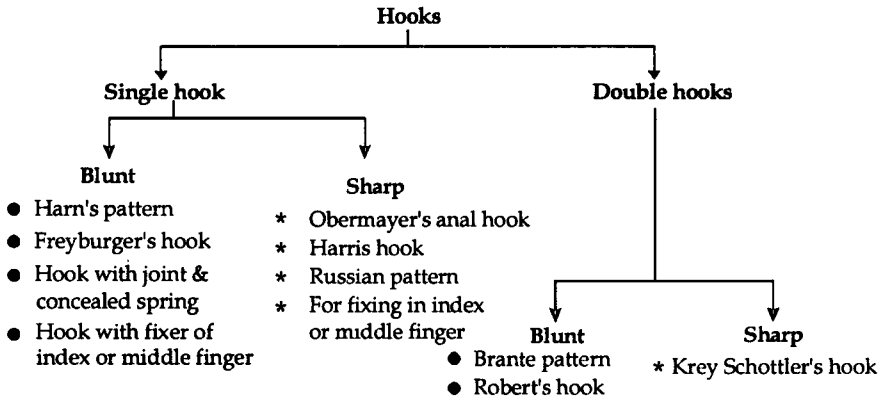 Hooks
Single hook
Double hooks
Blunt
● Harn's pattern
● Freyburger's hook
● Hook with joint &
concealed spring
● Hook with fixer of
index or middle finger
Sharp
* Obermayer's anal hook
* Harris hook
* Russian pattern
* For fixing in index
or middle finger
Blunt
● Brante pattern
● Robert's hook
Sharp
* Krey Schottler's hook